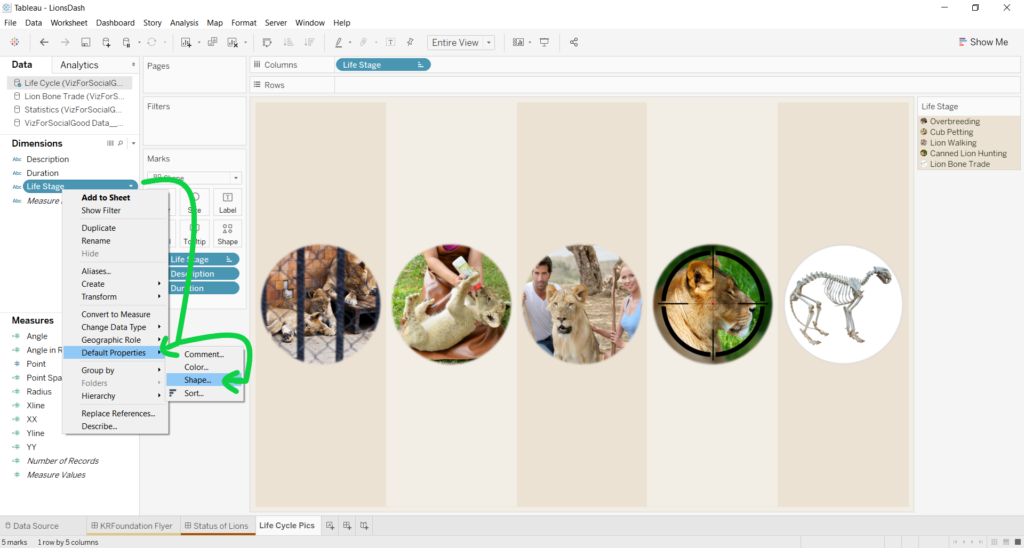 Tableau - LionsDash
File Data Worksheet Dashboard Story Analysis Map Format Server Window Help
Entire View
Show Me
Data Analytics
Life Cycle (VizForSocialG...
Lion Bone Trade (VizForS...
Statistics (VizForSocialG...
VizForSocialGood Data__...
Dimensions
Abc Description
Abc Duration
Abc Life Stage
Abc Measure
Add to Sheet
Show Filter
Duplicate
Rename
Hide
Aliases...
Create
Transform
Convert to Measure
Change Data Type
Geographic Role
Default Properties
Group by
Folders
Hierarchy
Replace References...
Describe...
Comment...
Color...
Shape...
Sort...
Measures
Angle
Angle in R
Point
Point Spa
Radius
Xline
XX
Yline
YY
Number of Records
Measure Values
Pages
Filters
Marks
Shape
Size
Label
Tooltip
Shape
Life Stage
Description
Duration
Columns
Life Stage
Rows
Life Stage
Overbreeding
Cub Petting
Lion Walking
Canned Lion Hunting
Lion Bone Trade
Data Source KRFoundation Flyer Status of Lions Life Cycle Pics
5 marks 1 row by 5 columns